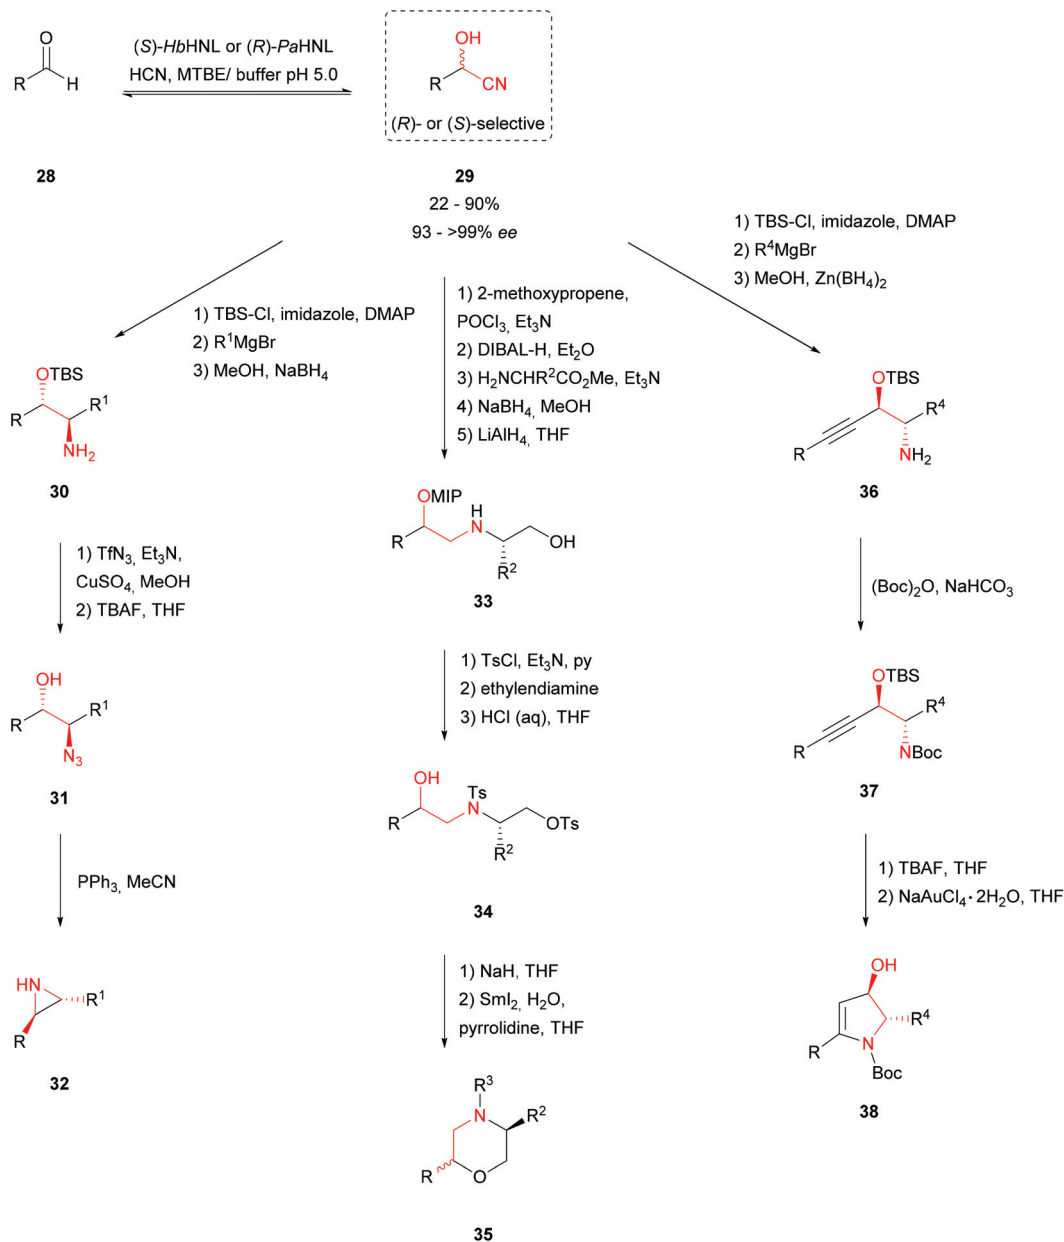 O
R
H
28
(S)-HbHNL or (R)-PaHNL
HCN, MTBE/ buffer pH 5.0
OH
R
CN
(R)- or (S)-selective
29
22 - 90%
93 - >99% ee
1) TBS-Cl, imidazole, DMAP
2) R¹MgBr
3) MeOH, NaBH₄
1) 2-methoxypropene,
POCl₃, Et₃N
2) DIBAL-H, Et₂O
3) H₂NCHR²CO₂Me, Et₃N
4) NaBH₄, MeOH
5) LiAlH₄, THF
1) TBS-Cl, imidazole, DMAP
2) R⁴MgBr
3) MeOH, Zn(BH₄)₂
OTBS
R
R¹
NH₂
30
1) TfN₃, Et₃N,
CuSO₄, MeOH
2) TBAF, THF
OH
R
R¹
N₃
31
PPh₃, MeCN
HN
R¹
R
32
OMIP
H
N
R
OH
R²
33
1) TsCl, Et₃N, py
2) ethylendiamine
3) HCl (aq), THF
OH
Ts
N
R
OTs
R²
34
1) NaH, THF
2) SmI₂, H₂O,
pyrrolidine, THF
R³
N
R²
R
O
35
OTBS
R⁴
R
NH₂
36
(Boc)₂O, NaHCO₃
OTBS
R⁴
R
NBoc
37
1) TBAF, THF
2) NaAuCl₄·2H₂O, THF
OH
R⁴
R
N
Boc
38